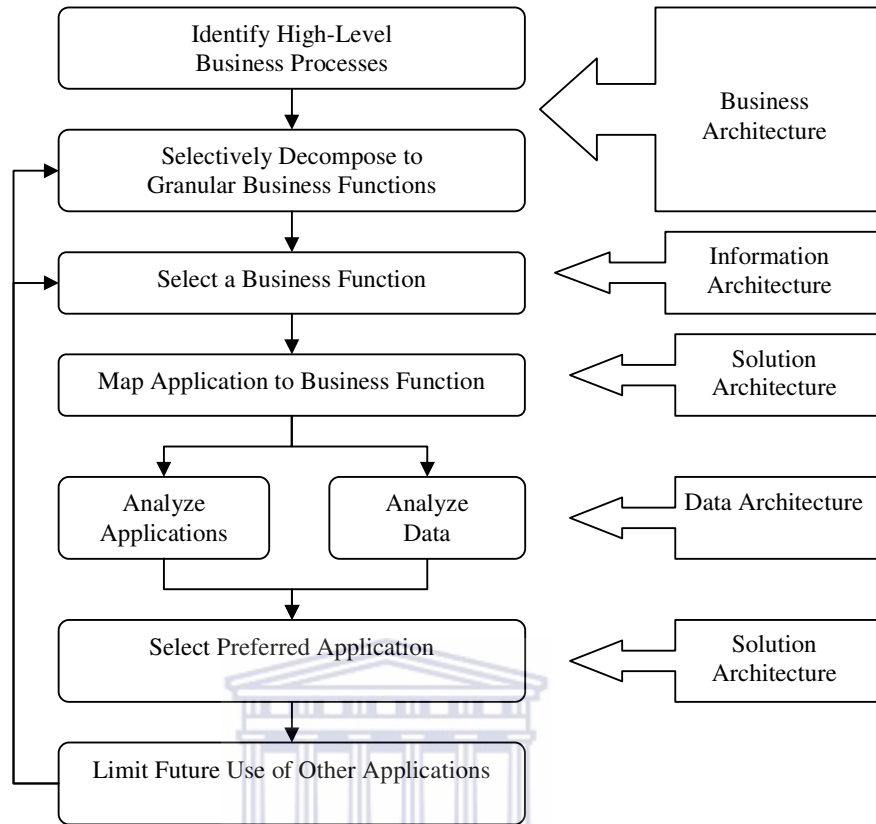 Identify High-Level
Business Processes
Business
Architecture
Selectively Decompose to
Granular Business Functions
Select a Business Function
Information
Architecture
Map Application to Business Function
Solution
Architecture
Analyze
Applications
Analyze
Data
Data Architecture
Select Preferred Application
Solution
Architecture
Limit Future Use of Other Applications